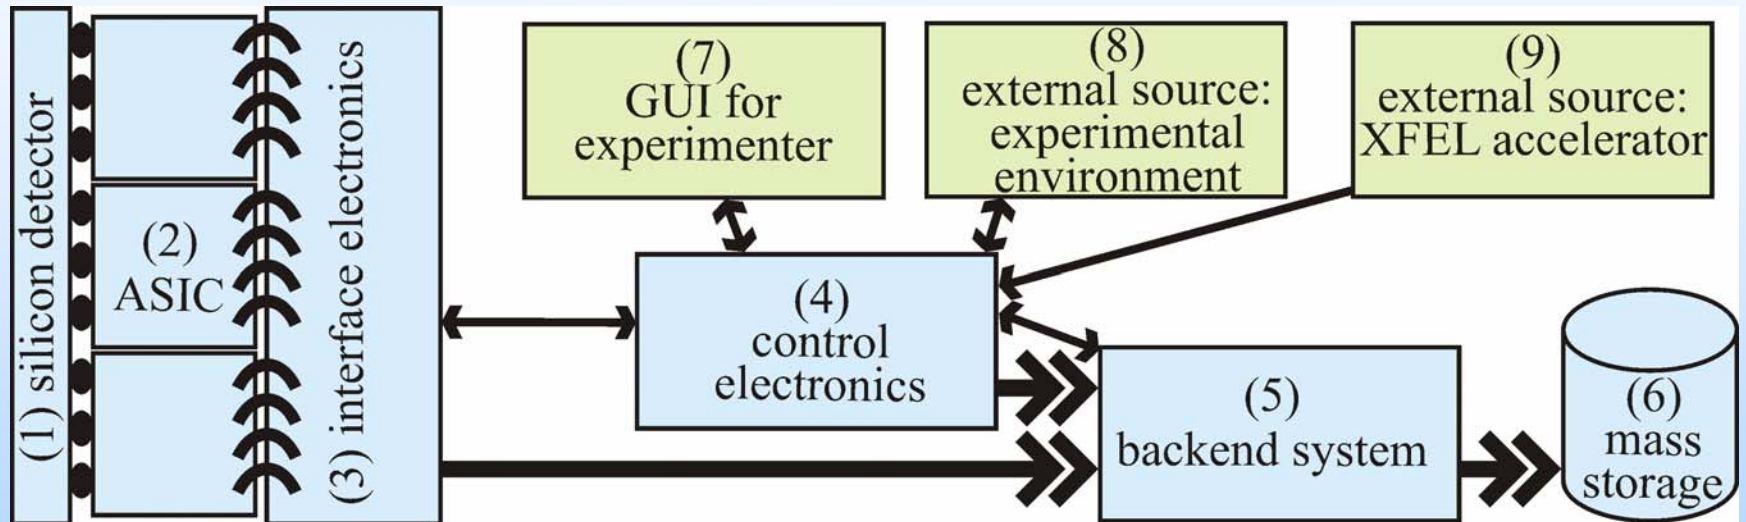 (1) silicon detector
(2)
ASIC
(3) interface electronics
(7)
GUI for
experimenter
(8)
external source:
experimental
environment
(9)
external source:
XFEL accelerator
(4)
control
electronics
(5)
backend system
(6)
mass
storage